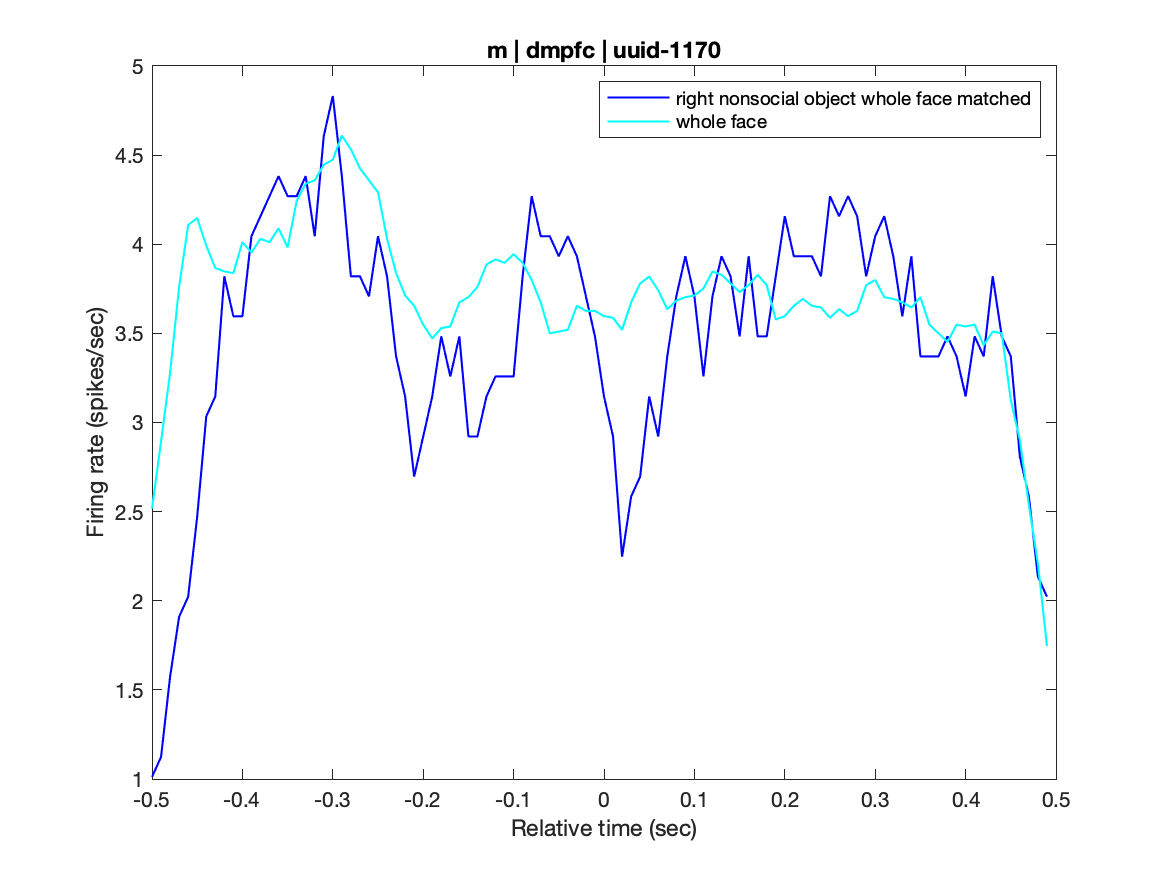 m | dmpfc | uuid-1170
right nonsocial object whole face matched
whole face
Firing rate (spikes/sec)
5
4.5
4
3.5
3
2.5
2
1.5
1
-0.5 -0.4 -0.3 -0.2 -0.1 0 0.1 0.2 0.3 0.4 0.5
Relative time (sec)